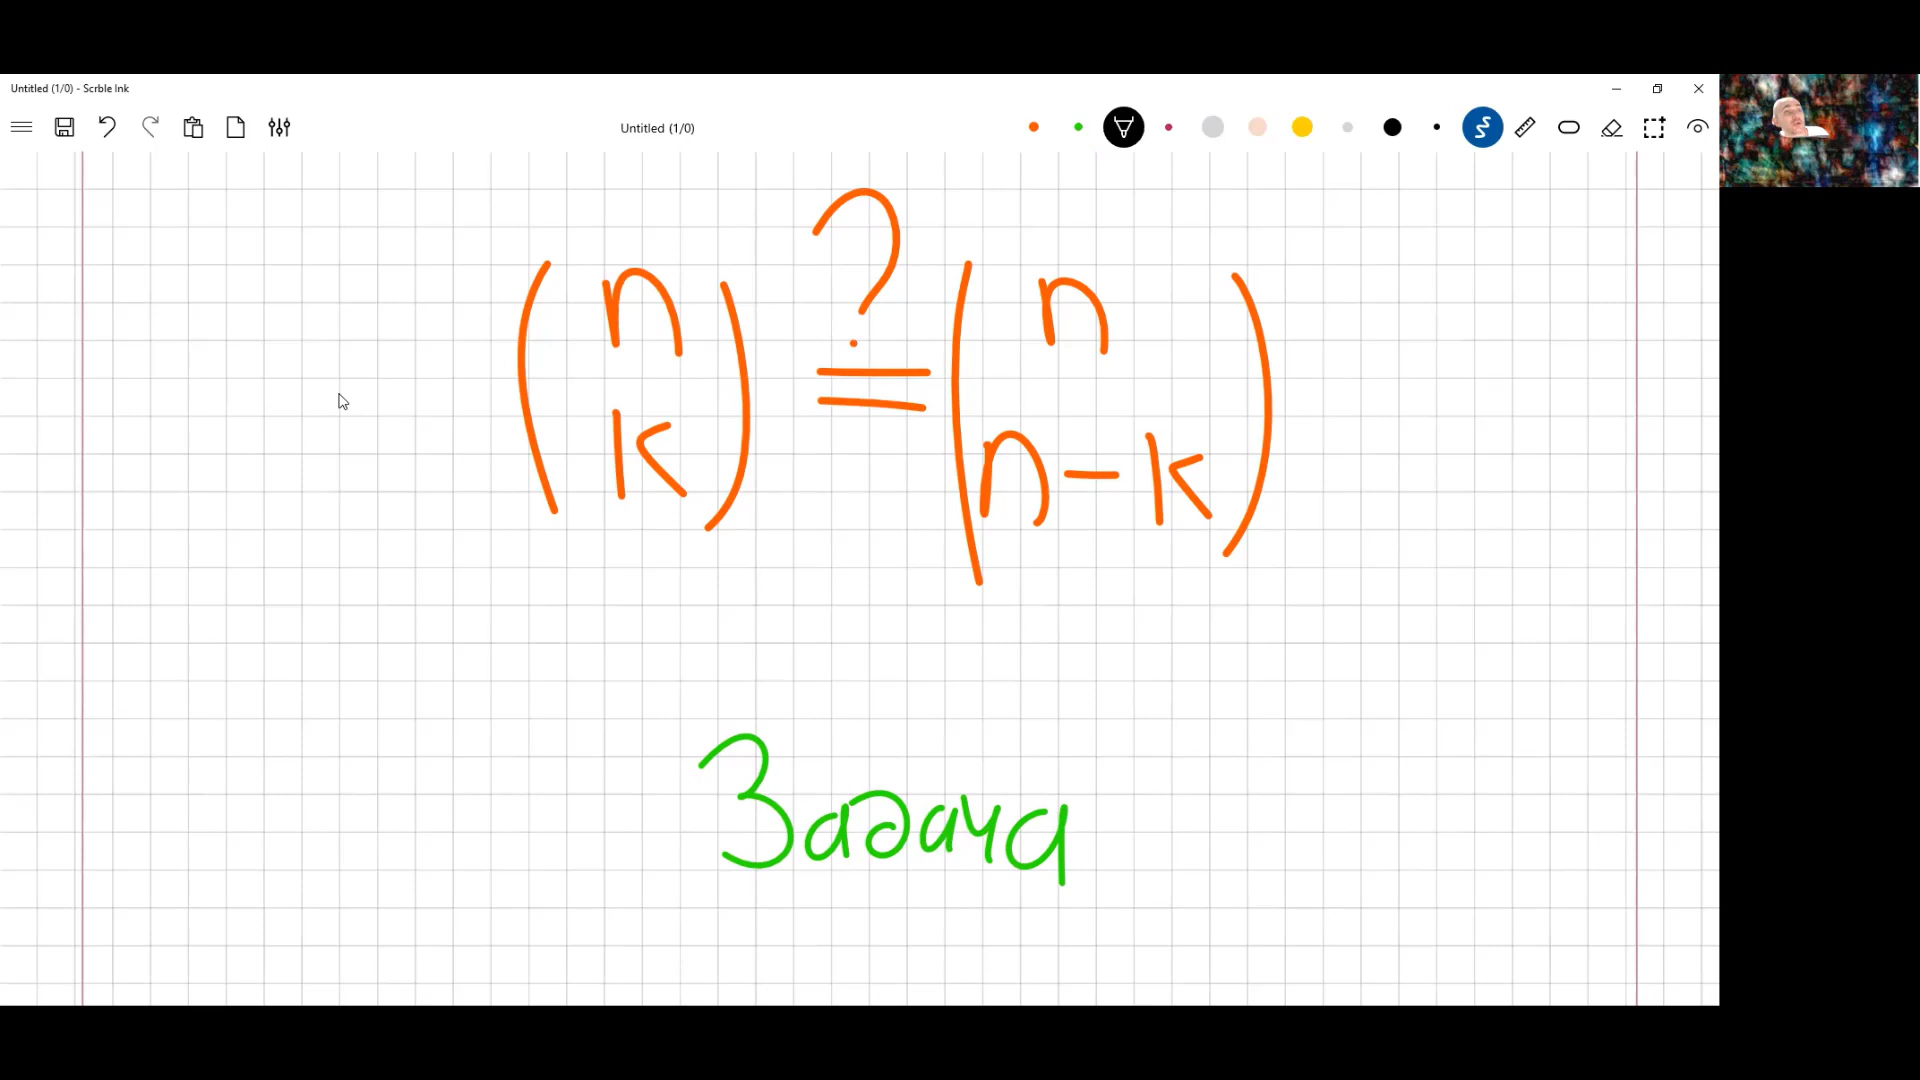 Untitled (1/0) - Scrble Ink
Untitled (1/0)
(n k) ?= (n n-k)
Задача